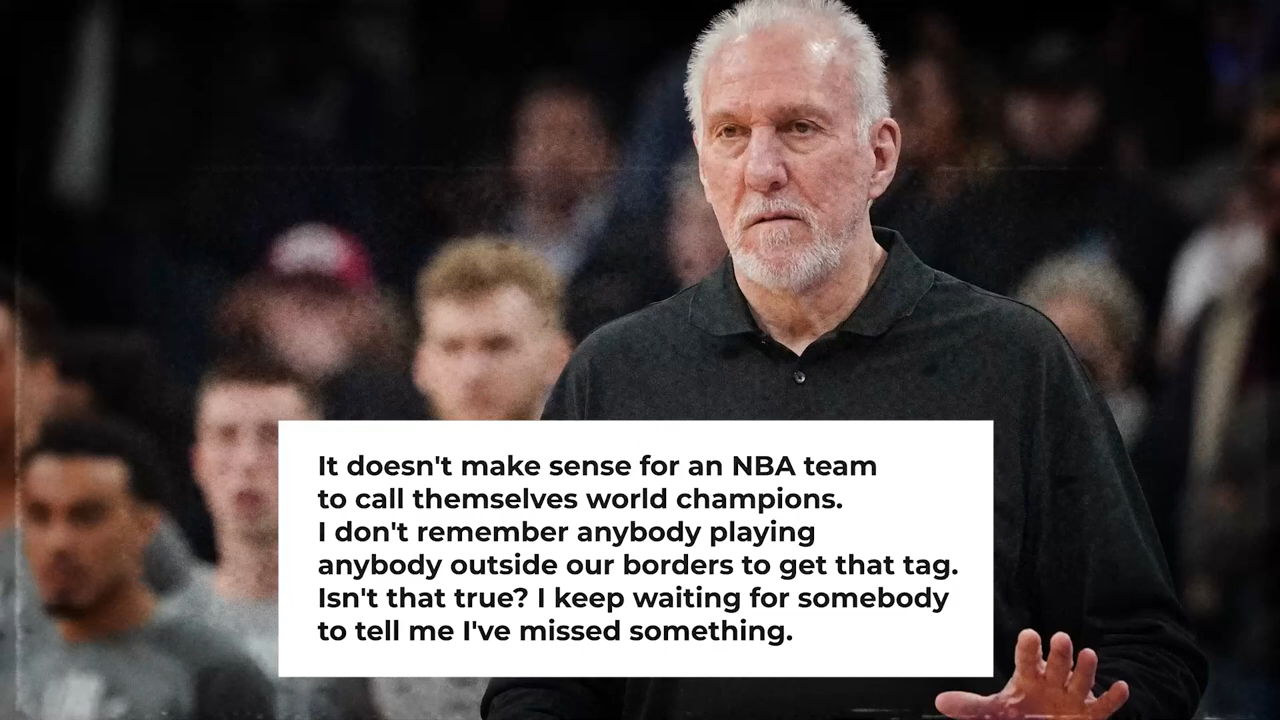 It doesn't make sense for an NBA team
to call themselves world champions.
I don't remember anybody playing
anybody outside our borders to get that tag.
Isn't that true? I keep waiting for somebody
to tell me I've missed something.